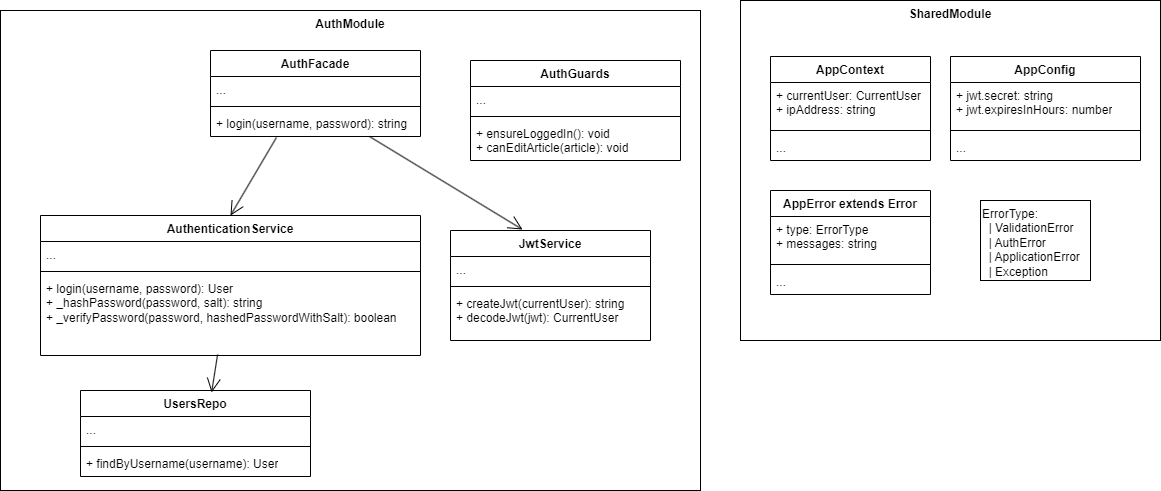 AuthModule
AuthFacade
...
+ login(username, password): string
AuthGuards
...
+ ensureLoggedIn(): void
+ canEditArticle(article): void
AuthenticationService
...
+ login(username, password): User
+ _hashPassword(password, salt): string
+ _verifyPassword(password, hashedPasswordWithSalt): boolean
JwtService
...
+ createJwt(currentUser): string
+ decodeJwt(jwt): CurrentUser
UsersRepo
...
+ findByUsername(username): User
SharedModule
AppContext
+ currentUser: CurrentUser
+ ipAddress: string
...
AppConfig
+ jwt.secret: string
+ jwt.expiresInHours: number
...
AppError extends Error
+ type: ErrorType
+ messages: string
...
ErrorType:
| ValidationError
| AuthError
| ApplicationError
| Exception